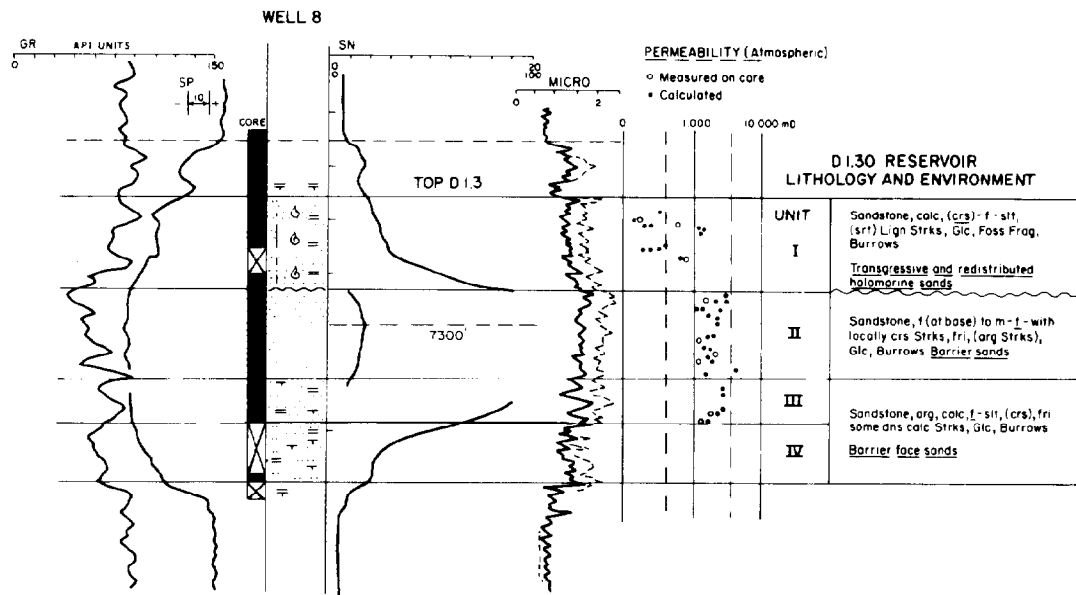 WELL 8
GR API UNITS
150
SP
10
CORE
SN
0
10
20
100
MICRO
0 2
PERMEABILITY (Atmospheric)
Measured on core
Calculated
0 1 000 10 000 mD
D 1.30 RESERVOIR
LITHOLOGY AND ENVIRONMENT
TOP D 1.3
7300'
UNIT
I
Sandstone, calc, (crs)-f-slt,
(srt) Lign Strks, Glc, Foss Frag,
Burrows
Transgressive and redistributed
holomarine sands
II
Sandstone, f (at base) to m-f-with
locally crs Strks, fri, (arg Strks),
Glc, Burrows Barrier sands
III
Sandstone, arg, calc, f-slt, (crs), fri
some dns calc Strks, Glc, Burrows
IV
Barrier face sands